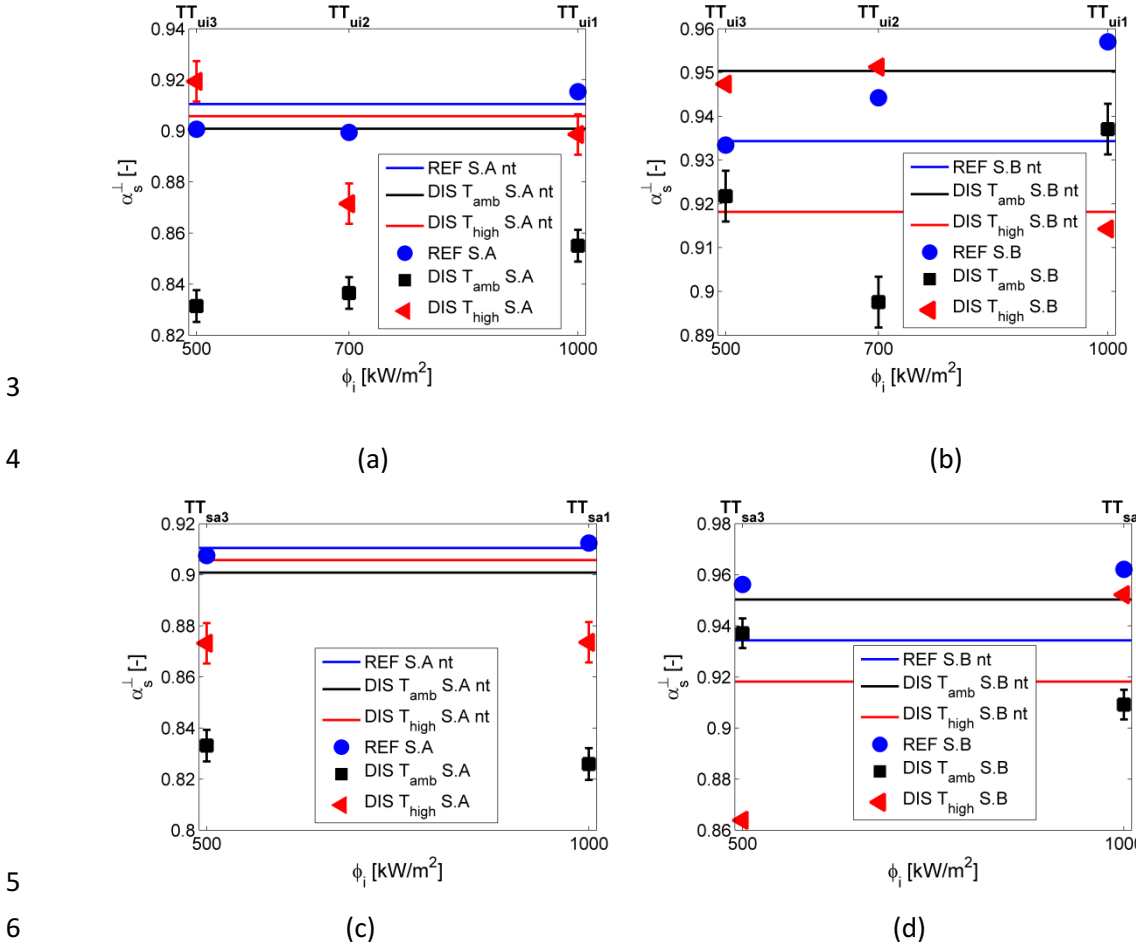 TT_ui3 TT_ui2 TT_ui1
0.94
0.92
0.9
0.88
0.86
0.84
0.82
α_s^⊥ [-]
REF S.A nt
DIS T_amb S.A nt
DIS T_high S.A nt
REF S.A
DIS T_amb S.A
DIS T_high S.A
500 700 1000
ϕ_i [kW/m^2]
TT_ui3 TT_ui2 TT_ui1
0.96
0.95
0.94
0.93
0.92
0.91
0.9
0.89
α_s^⊥ [-]
REF S.B nt
DIS T_amb S.B nt
DIS T_high S.B nt
REF S.B
DIS T_amb S.B
DIS T_high S.B
500 700 1000
ϕ_i [kW/m^2]
3
4 (a) (b)
TT_sa3 TT_sa1
0.92
0.9
0.88
0.86
0.84
0.82
0.8
α_s^⊥ [-]
REF S.A nt
DIS T_amb S.A nt
DIS T_high S.A nt
REF S.A
DIS T_amb S.A
DIS T_high S.A
500 1000
ϕ_i [kW/m^2]
TT_sa3 TT_sa
0.98
0.96
0.94
0.92
0.9
0.88
0.86
α_s^⊥ [-]
REF S.B nt
DIS T_amb S.B nt
DIS T_high S.B nt
REF S.B
DIS T_amb S.B
DIS T_high S.B
500 1000
ϕ_i [kW/m^2]
5
6 (c) (d)